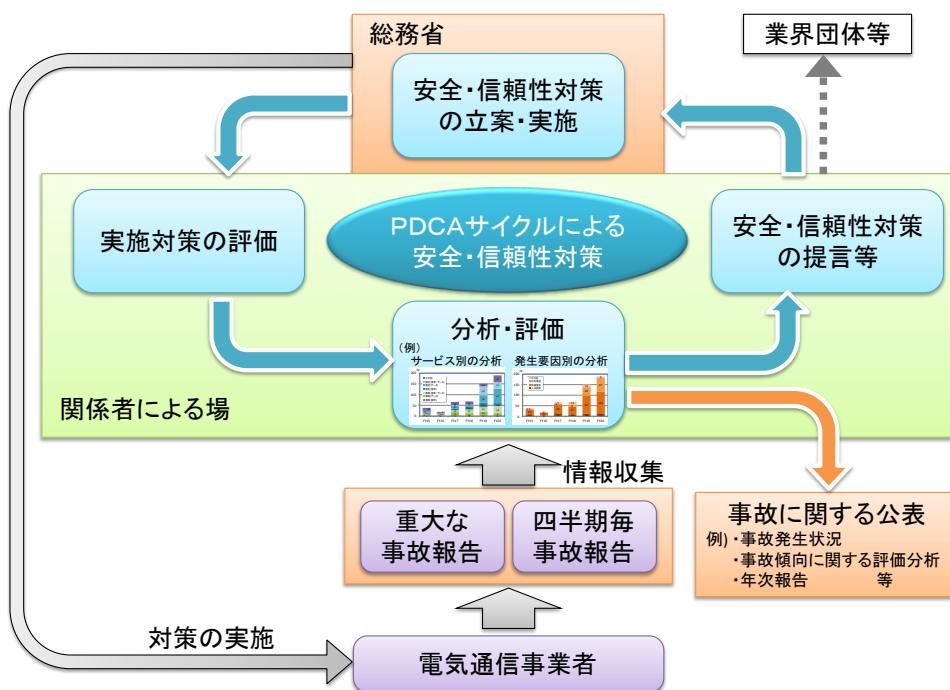 総務省
業界団体等
安全・信頼性対策
の立案・実施
実施対策の評価
PDCAサイクルによる
安全・信頼性対策
安全・信頼性対策
の提言等
分析・評価
（例）
サービス別の分析
発生要因別の分析
関係者による場
情報収集
重大な
事故報告
四半期毎
事故報告
事故に関する公表
例）・事故発生状況
・事故傾向に関する評価分析
・年次報告　等
対策の実施
電気通信事業者